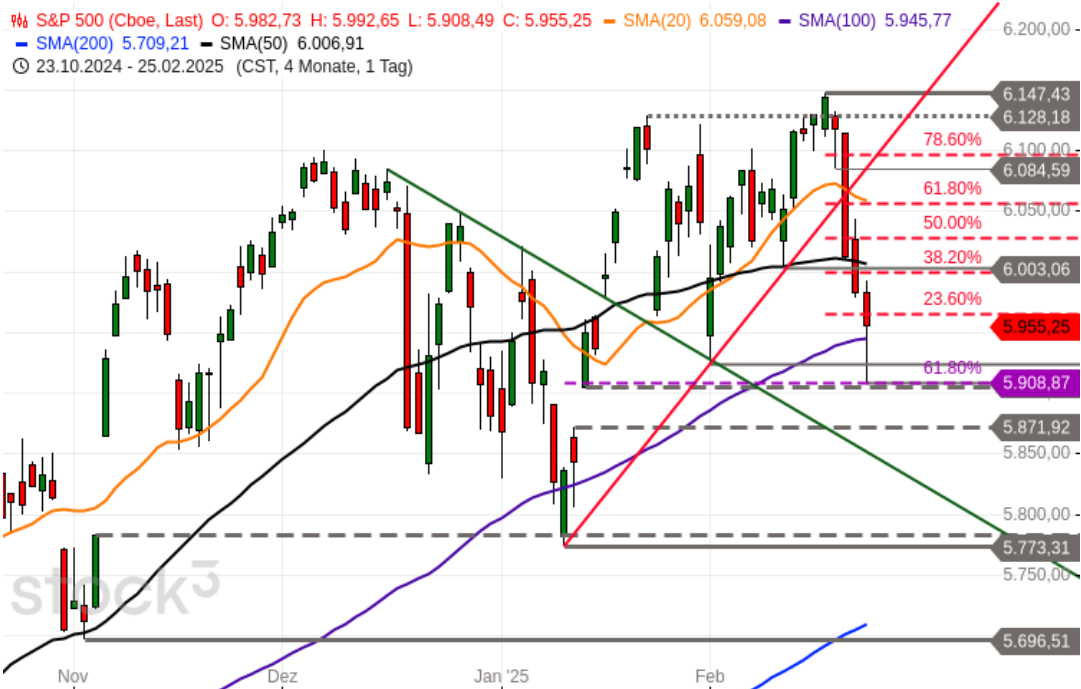 S&P 500 (Cboe, Last) O: 5.982,73 H: 5.992,65 L: 5.908,49 C: 5.955,25 SMA(20) 6.059,08 SMA(100) 5.945,77
SMA(200) 5.709,21 SMA(50) 6.006,91
23.10.2024 - 25.02.2025 (CST, 4 Monate, 1 Tag)
6.200,00
6.147,43
6.128,18
78.60%
6.100,00
6.084,59
61.80%
6.050,00
50.00%
38.20%
6.003,06
23.60%
5.955,25
61.80%
5.908,87
5.871,92
5.850,00
5.800,00
5.773,31
5.750,00
stock3
5.696,51
Nov
Dez
Jan '25
Feb